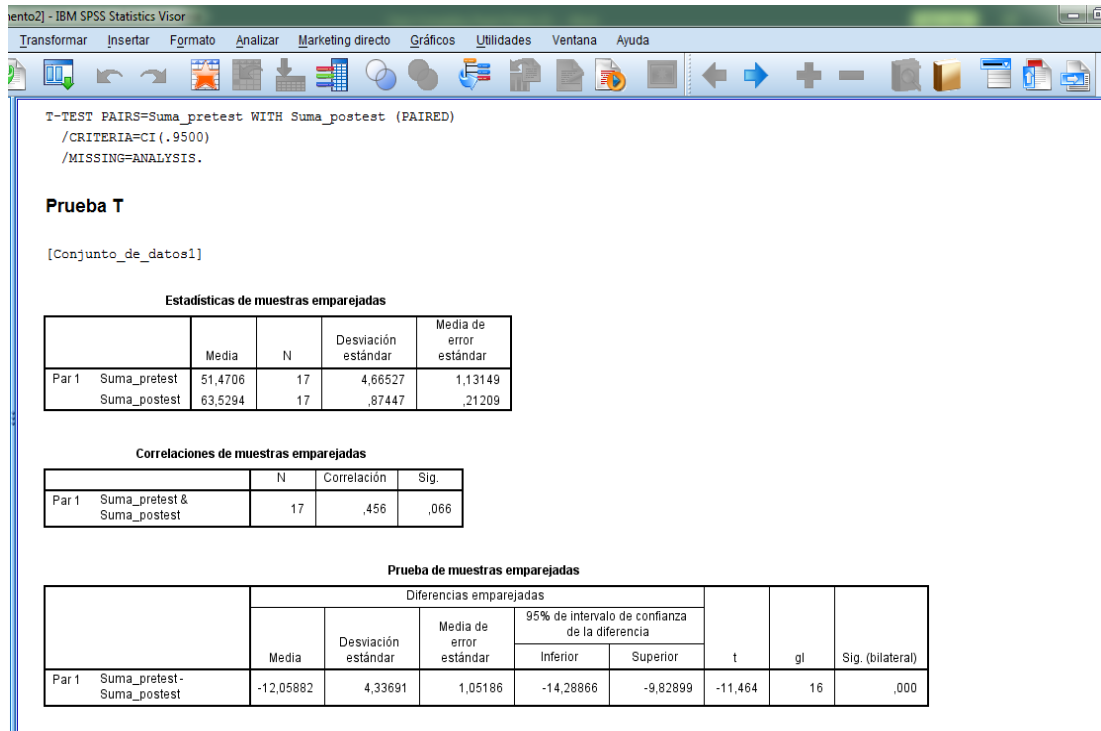 nento2] - IBM SPSS Statistics Visor
Transformar Insertar Formato Analizar Marketing directo Gráficos Utilidades Ventana Ayuda
T-TEST PAIRS=Suma_pretest WITH Suma_postest (PAIRED)
/CRITERIA=CI(.9500)
/MISSING=ANALYSIS.
Prueba T
[Conjunto_de_datos1]
Estadísticas de muestras emparejadas
Media N Desviación estándar Media de error estándar
Par 1 Suma_pretest 51,4706 17 4,66527 1,13149
Suma_postest 63,5294 17 ,87447 ,21209
Correlaciones de muestras emparejadas
N Correlación Sig.
Par 1 Suma_pretest & Suma_postest 17 ,456 ,066
Prueba de muestras emparejadas
Diferencias emparejadas
95% de intervalo de confianza de la diferencia
Media Desviación estándar Media de error estándar Inferior Superior t gl Sig. (bilateral)
Par 1 Suma_pretest - Suma_postest -12,05882 4,33691 1,05186 -14,28866 -9,82899 -11,464 16 ,000